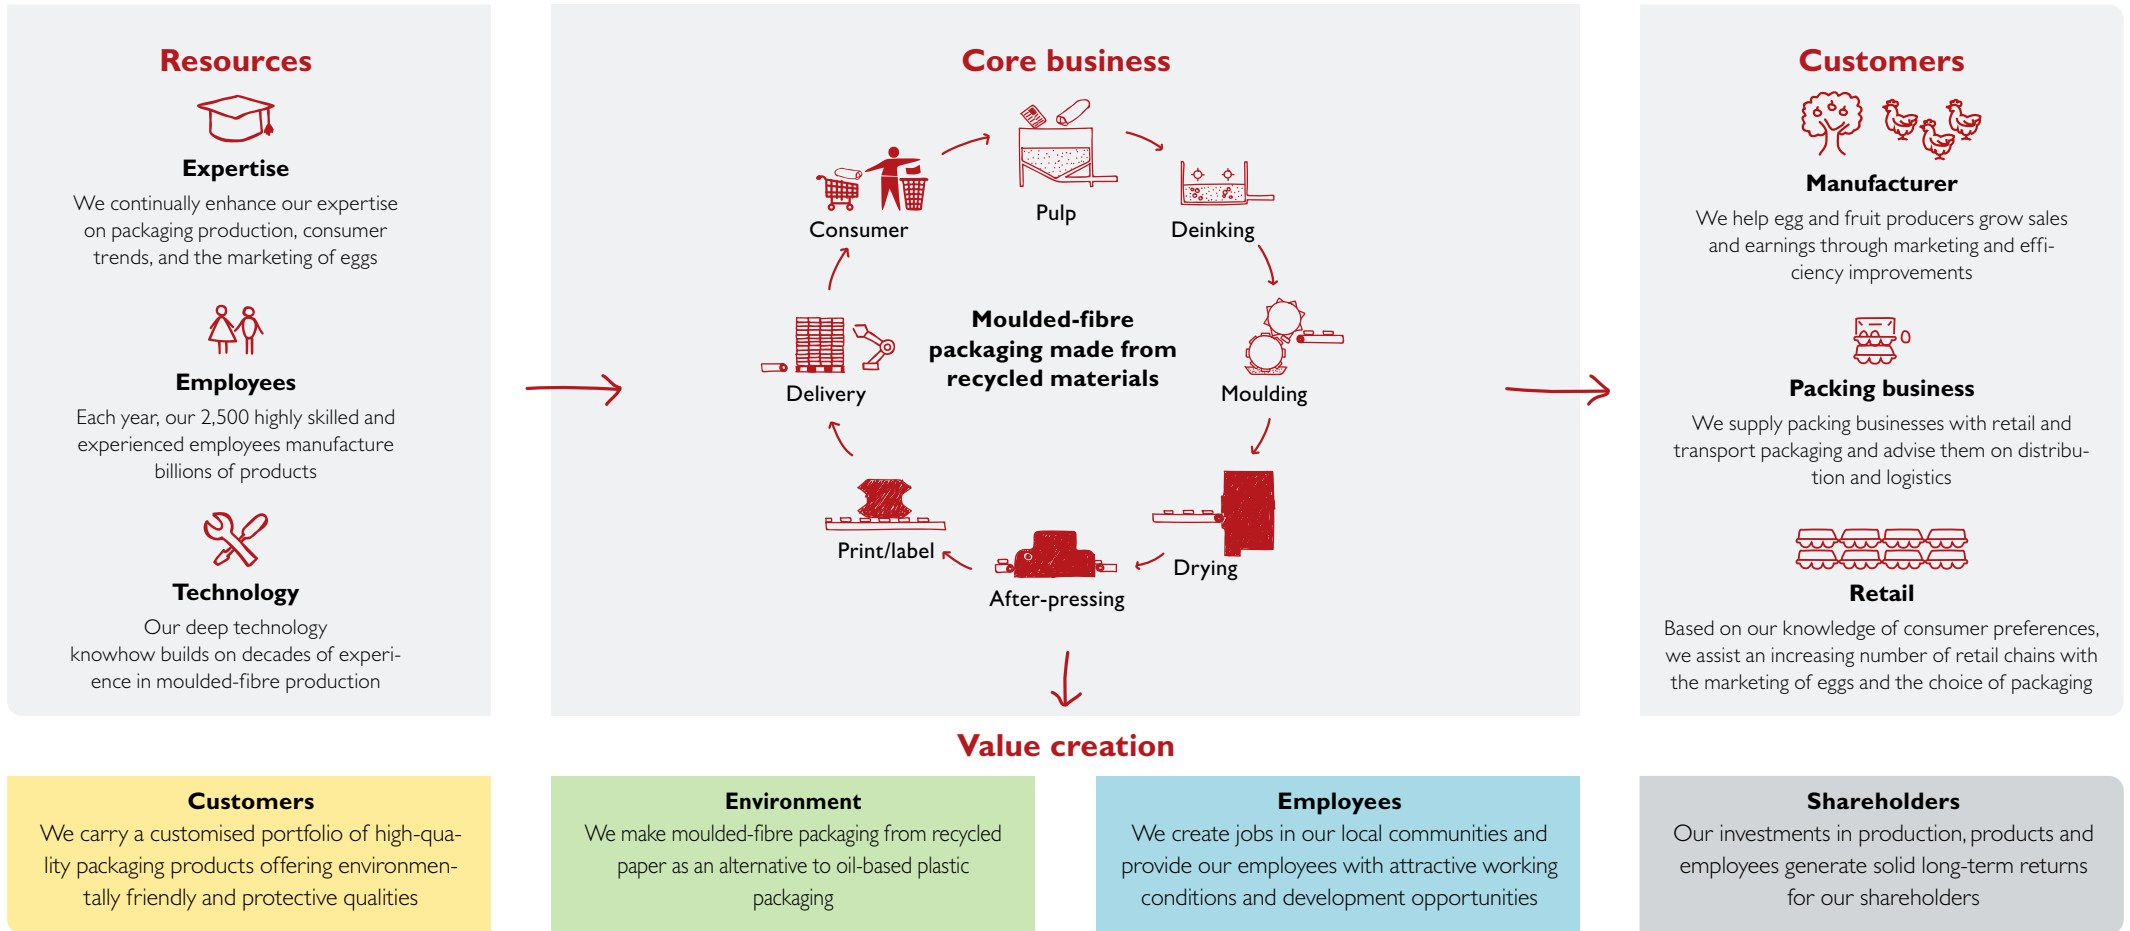 Resources
Expertise
We continually enhance our expertise
on packaging production, consumer
trends, and the marketing of eggs
Employees
Each year, our 2,500 highly skilled and
experienced employees manufacture
billions of products
Technology
Our deep technology
knowhow builds on decades of experi-
ence in moulded-fibre production
Core business
Pulp
Deinking
Moulding
Drying
After-pressing
Print/label
Delivery
Consumer
Moulded-fibre
packaging made from
recycled materials
Customers
Manufacturer
We help egg and fruit producers grow sales
and earnings through marketing and effi-
ciency improvements
Packing business
We supply packing businesses with retail and
transport packaging and advise them on distribu-
tion and logistics
Retail
Based on our knowledge of consumer preferences,
we assist an increasing number of retail chains with
the marketing of eggs and the choice of packaging
Value creation
Customers
We carry a customised portfolio of high-qua-
lity packaging products offering environmen-
tally friendly and protective qualities
Environment
We make moulded-fibre packaging from recycled
paper as an alternative to oil-based plastic
packaging
Employees
We create jobs in our local communities and
provide our employees with attractive working
conditions and development opportunities
Shareholders
Our investments in production, products and
employees generate solid long-term returns
for our shareholders